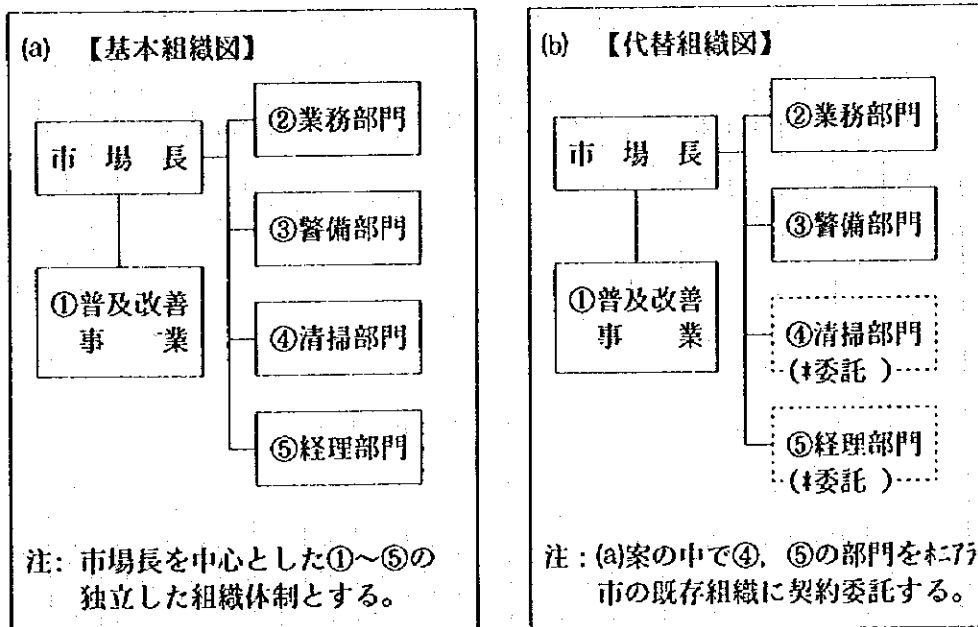 (a) 【基本組織図】
市 場 長
①普及改善
事 業
②業務部門
③警備部門
④清掃部門
⑤経理部門
注: 市場長を中心とした①〜⑤の
独立した組織体制とする。
(b) 【代替組織図】
市 場 長
①普及改善
事 業
②業務部門
③警備部門
④清掃部門
(*委託 )
⑤経理部門
(*委託 )
注:(a)案の中で④, ⑤の部門をホニアラ
市の既存組織に契約委託する。